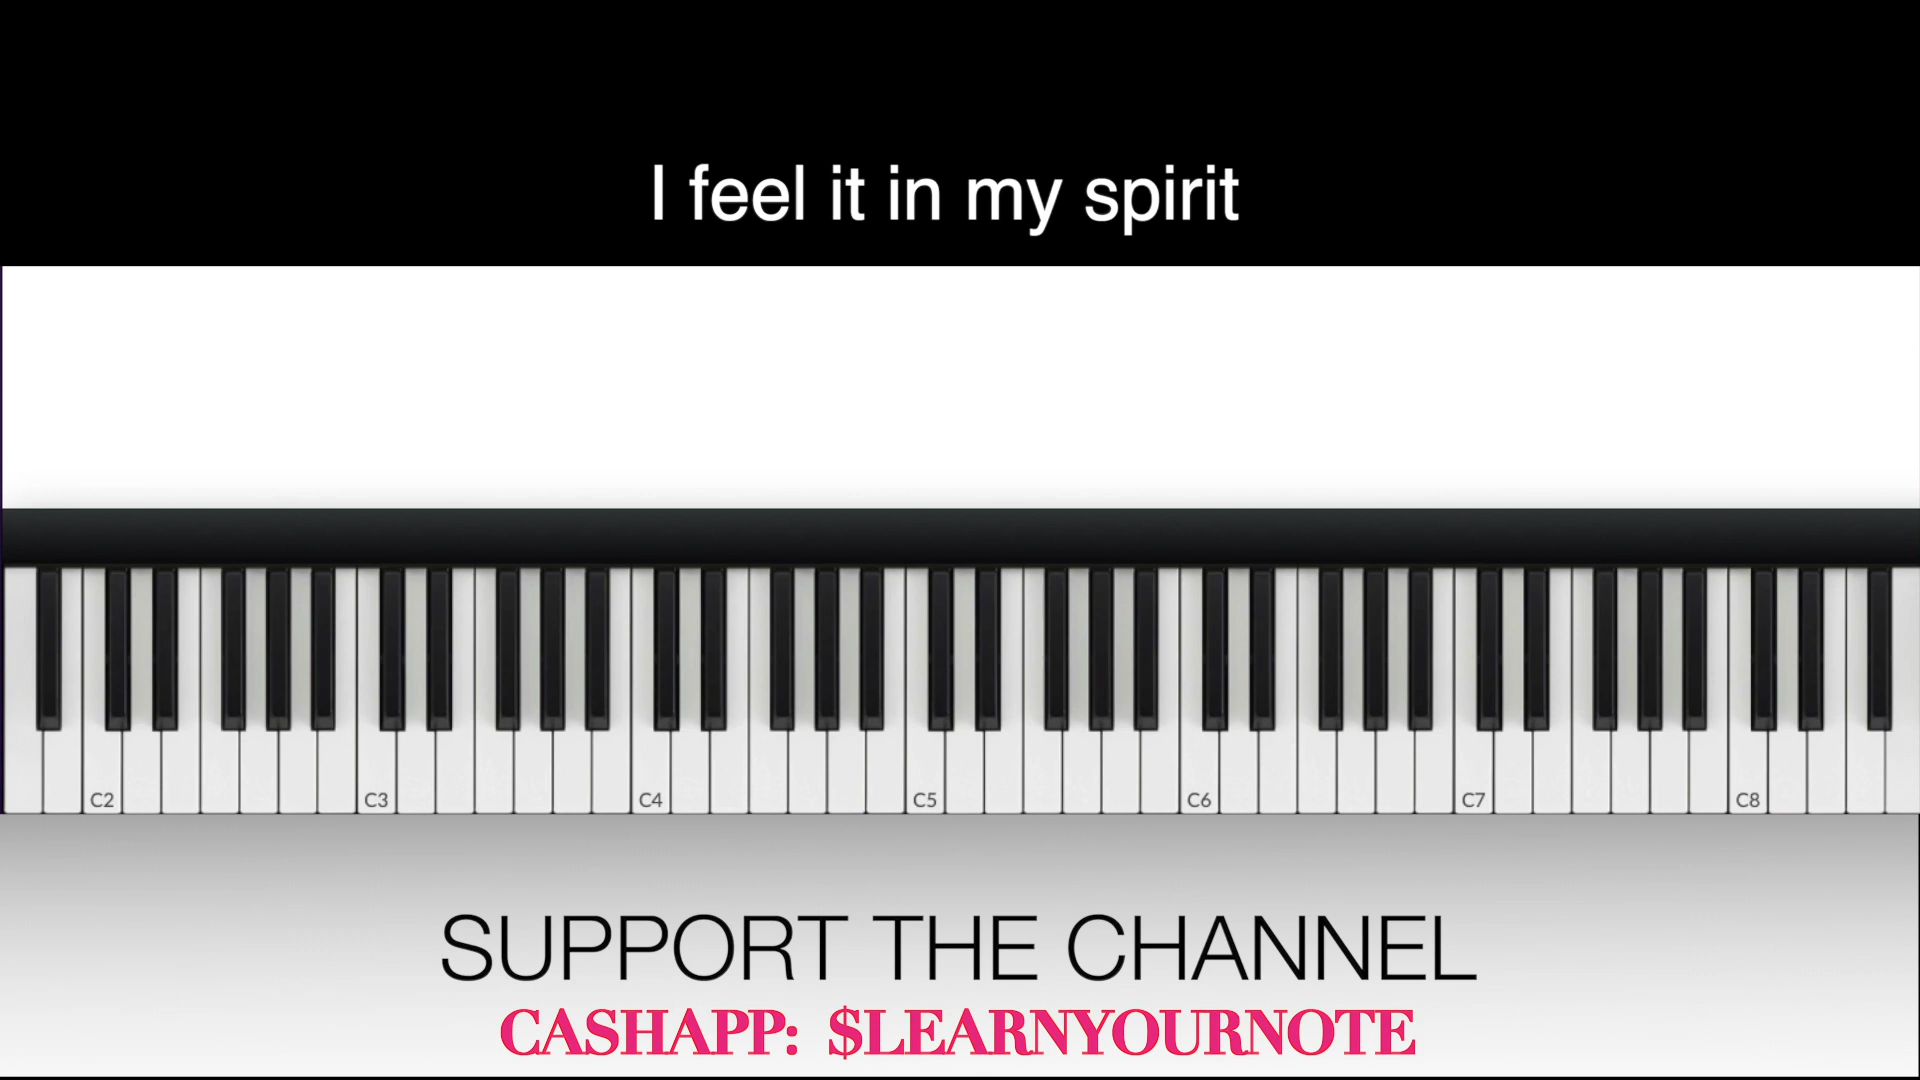 I feel it in my spirit
C2 C3 C4 C5 C6 C7 C8
SUPPORT THE CHANNEL
CASHAPP: $LEARNYOURNOTE